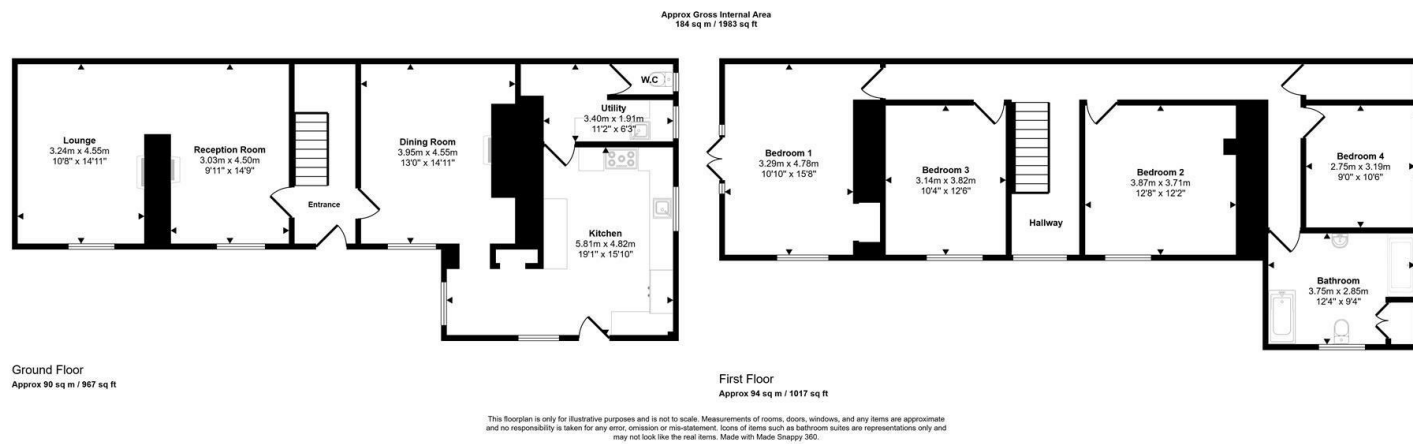 Approx Gross Internal Area
184 sq m / 1983 sq ft
Lounge
3.24m x 4.55m
10'8" x 14'11"
Reception Room
3.03m x 4.50m
9'11" x 14'9"
Entrance
Dining Room
3.95m x 4.55m
13'0" x 14'11"
W.C
Utility
3.40m x 1.91m
11'2" x 6'3"
Kitchen
5.81m x 4.82m
19'1" x 15'10"
Ground Floor
Approx 90 sq m / 967 sq ft
Bedroom 1
3.29m x 4.78m
10'10" x 15'8"
Bedroom 3
3.14m x 3.82m
10'4" x 12'6"
Hallway
Bedroom 2
3.87m x 3.71m
12'8" x 12'2"
Bedroom 4
2.75m x 3.19m
9'0" x 10'6"
Bathroom
3.75m x 2.85m
12'4" x 9'4"
First Floor
Approx 94 sq m / 1017 sq ft
This floorplan is only for illustrative purposes and is not to scale. Measurements of rooms, doors, windows, and any items are approximate
and no responsibility is taken for any error, omission or mis-statement. Icons of items such as bathroom suites are representations only and
may not look like the real items. Made with Made Snappy 360.